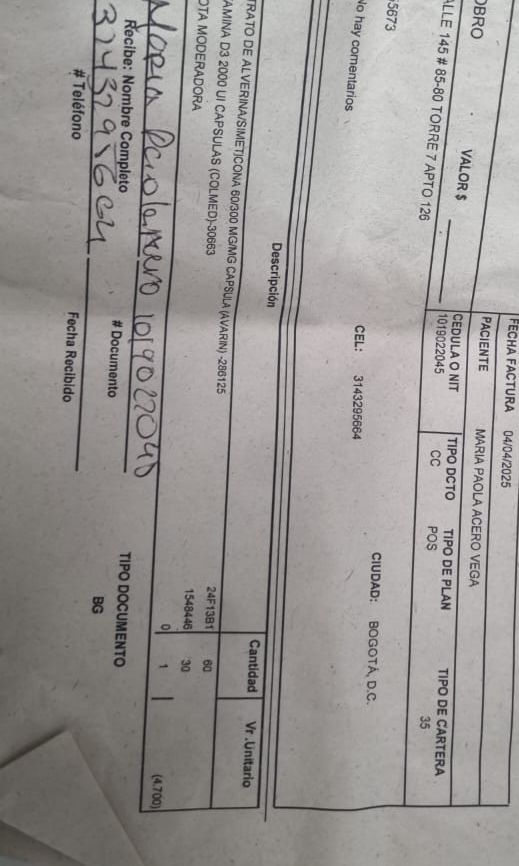 FECHA FACTURA 04/04/2025
OBRO
PACIENTE MARIA PAOLA ACERO VEGA
VALOR $
CEDULA O NIT TIPO DCTO TIPO DE PLAN TIPO DE CARTERA
1019022045 CC POS 35
ALLE 145 # 85-80 TORRE 7 APTO 126
CIUDAD: BOGOTÁ, D.C.
CEL: 3143295664
5673
No hay comentarios
Descripción Cantidad Vr .Unitario
TRATO DE ALVERINA/SIMETICONA 60/300 MG/MG CAPSULA (AVARIN) -286125 24F13B1 60
AMINA D3 2000 UI CAPSULAS (COLMED)-30663 1548446 30
OTA MODERADORA 0 1 (4.700)
Maria 
Recibe: Nombre Completo # Documento TIPO DOCUMENTO
BG
# Teléfono Fecha Recibido